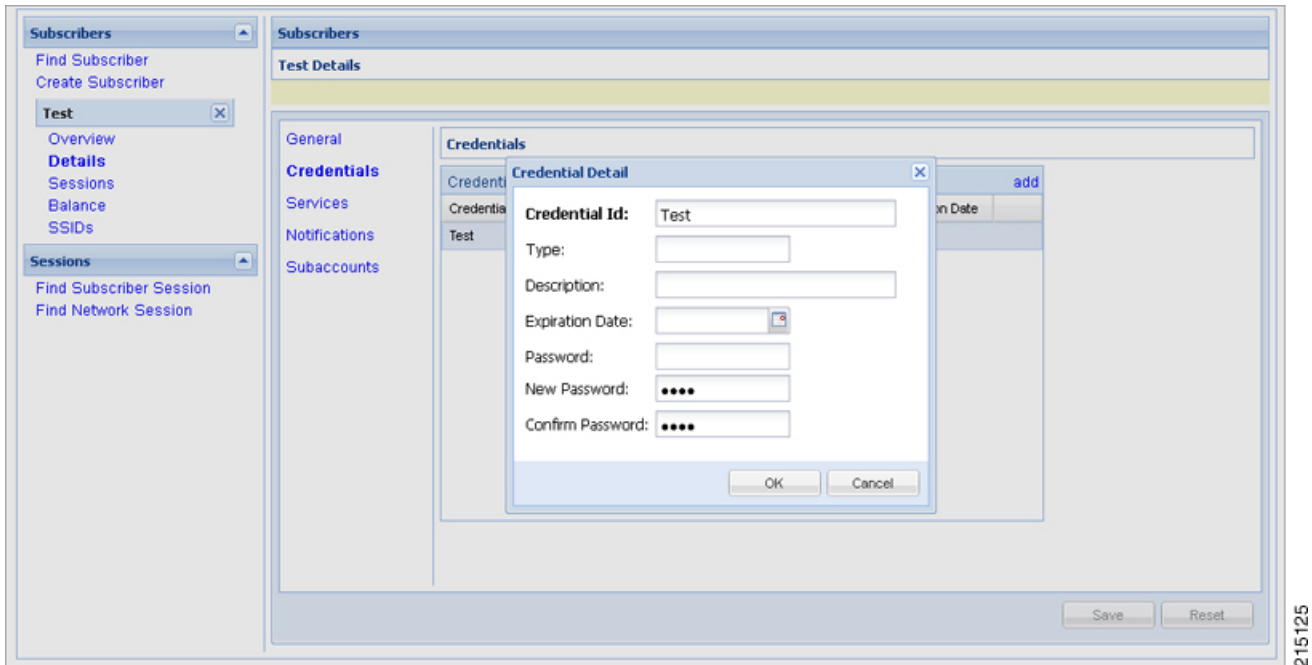 Subscribers
Find Subscriber
Create Subscriber
Test
Overview
Details
Sessions
Balance
SSIDs
Sessions
Find Subscriber Session
Find Network Session
Subscribers
Test Details
General
Credentials
Services
Notifications
Subaccounts
Credentials
Credenti
add
Credentia
on Date
Test
Credential Detail
Credential Id: Test
Type:
Description:
Expiration Date:
Password:
New Password: ••••
Confirm Password: ••••
OK Cancel
Save Reset
215125